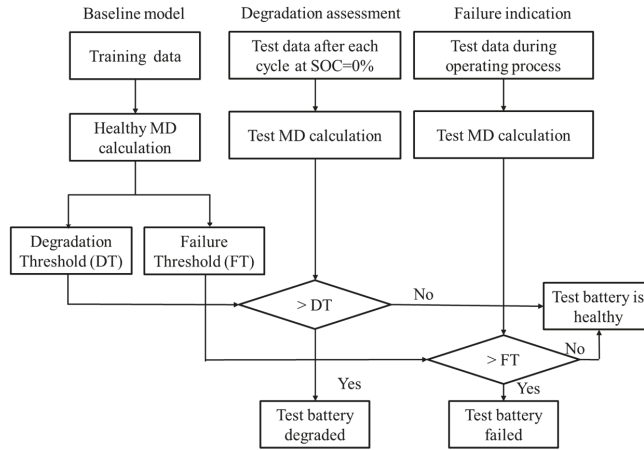 Baseline model
Degradation assessment
Failure indication
Training data
Test data after each
cycle at SOC=0%
Test data during
operating process
Healthy MD
calculation
Test MD calculation
Test MD calculation
Degradation
Threshold (DT)
Failure
Threshold (FT)
> DT
No
Test battery is
healthy
> FT
No
Yes
Yes
Test battery
degraded
Test battery
failed